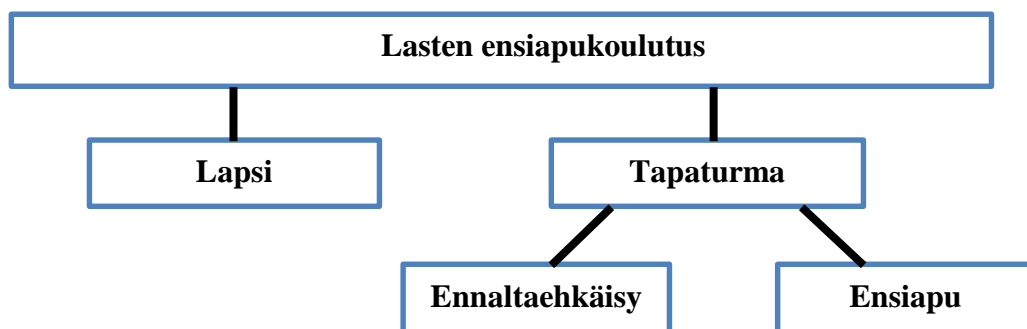 Lasten ensiapukoulutus
Lapsi
Tapaturma
Ennaltaehkäisy
Ensiapu